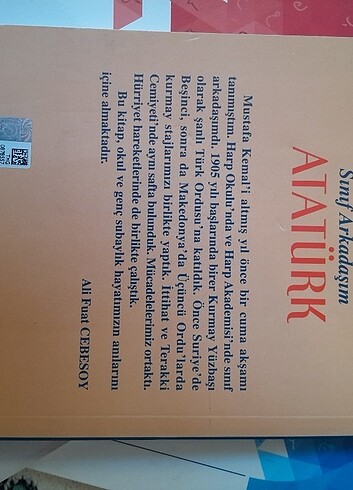 Sınıf Arkadaşım
ATATÜRK
Mustafa Kemal'i altmış yıl önce bir cuma akşamı
tanımıştım. Harp Okulu'nda ve Harp Akademisi'nde sınıf
arkadaşımdı. 1905 yılı başlarında birer Kurmay Yüzbaşı
olarak şanlı Türk Ordusu'na katıldık. Önce Suriye'de
Beşinci, sonra da Makedonya'da Üçüncü Ordu'larda
kurmay stajlarımızı birlikte yaptık. İttihat ve Terakki
Cemiyeti'nde aynı safta bulunduk. Mücadelelerimiz ortaktı.
Hürriyet hareketlerinde de birlikte çalıştık.
Bu kitap, okul ve genç subaylık hayatımızın anılarını
içine almaktadır.
Ali Fuat CEBESOY